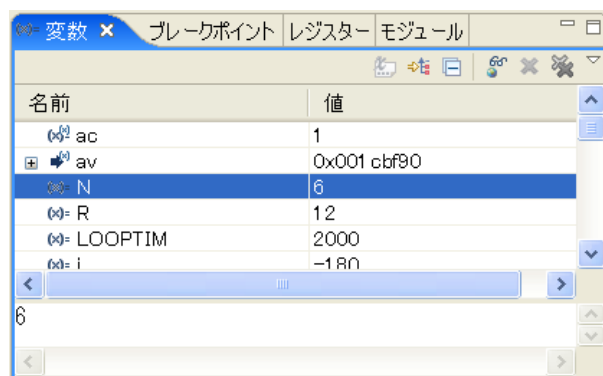 (x)= 変数 ブレークポイント レジスター モジュール
名前 値
(x)= ac 1
av 0x001cbf90
(x)= N 6
(x)= R 12
(x)= LOOPTIM 2000
(x)= i -180
6